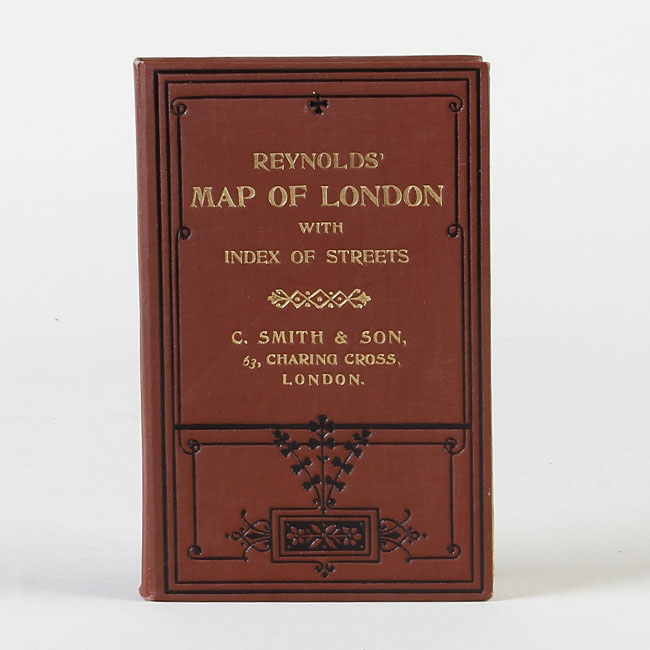 REYNOLDS'
MAP OF LONDON
WITH
INDEX OF STREETS
C. SMITH & SON,
63, CHARING CROSS,
LONDON.